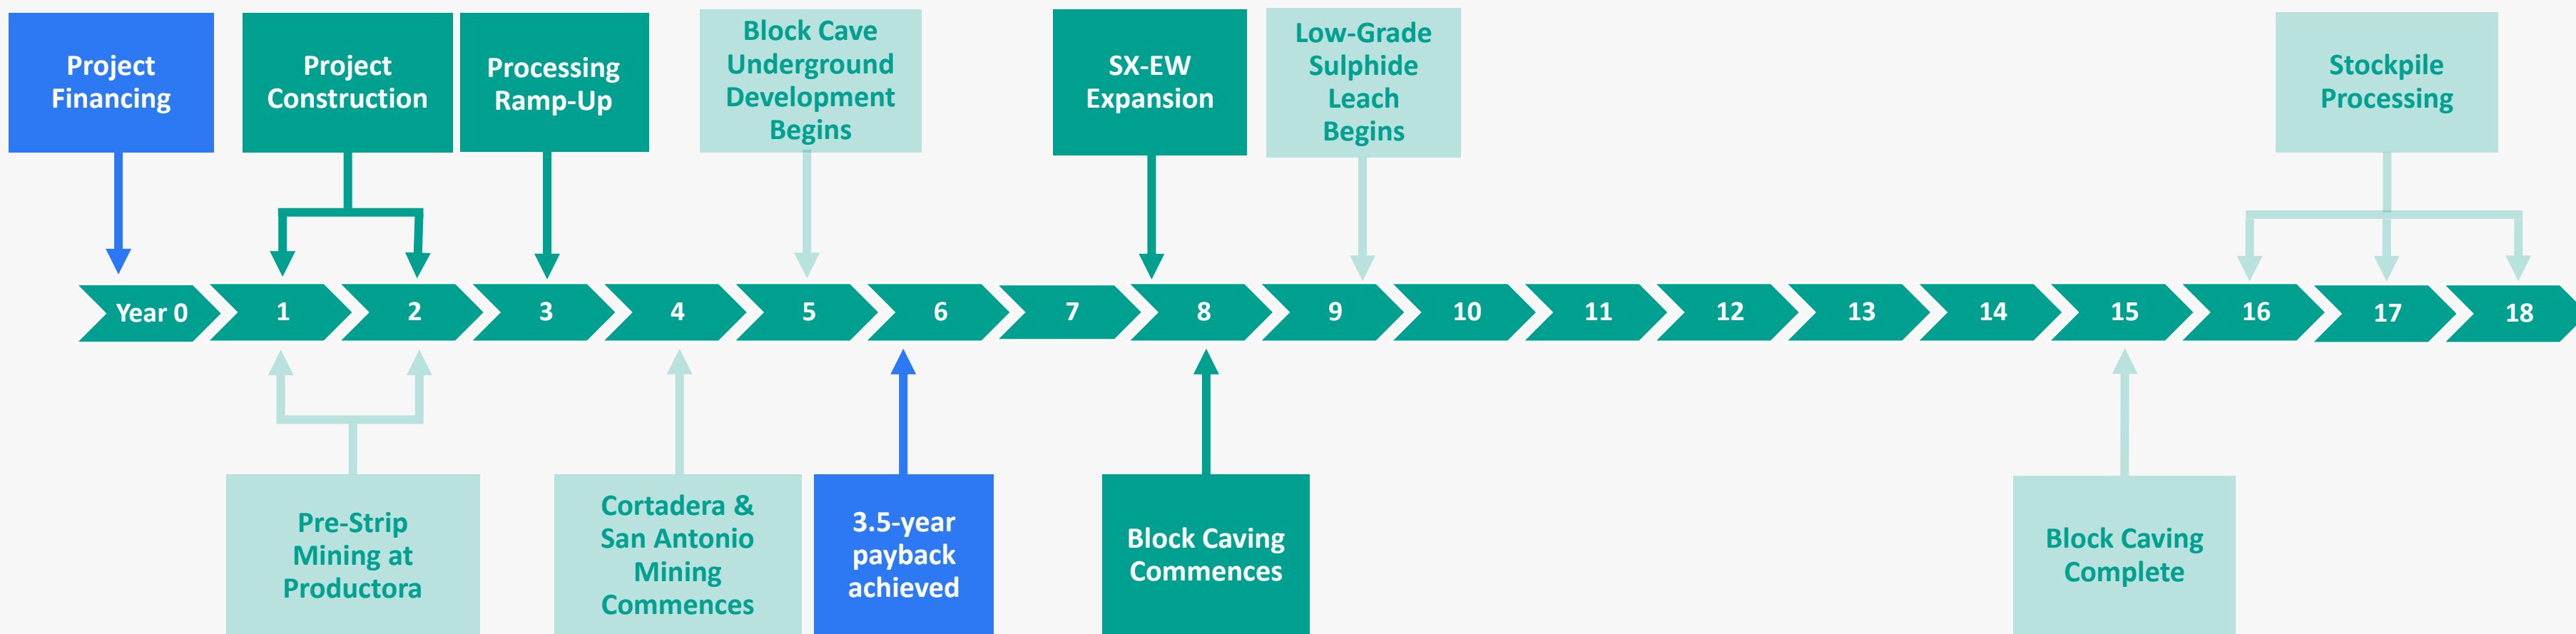 Project
Financing
Project
Construction
Processing
Ramp-Up
Block Cave
Underground
Development
Begins
SX-EW
Expansion
Low-Grade
Sulphide
Leach
Begins
Stockpile
Processing
Year 0
1
2
3
4
5
6
7
8
9
10
11
12
13
14
15
16
17
18
Pre-Strip
Mining at
Productora
Cortadera &
San Antonio
Mining
Commences
3.5-year
payback
achieved
Block Caving
Commences
Block Caving
Complete